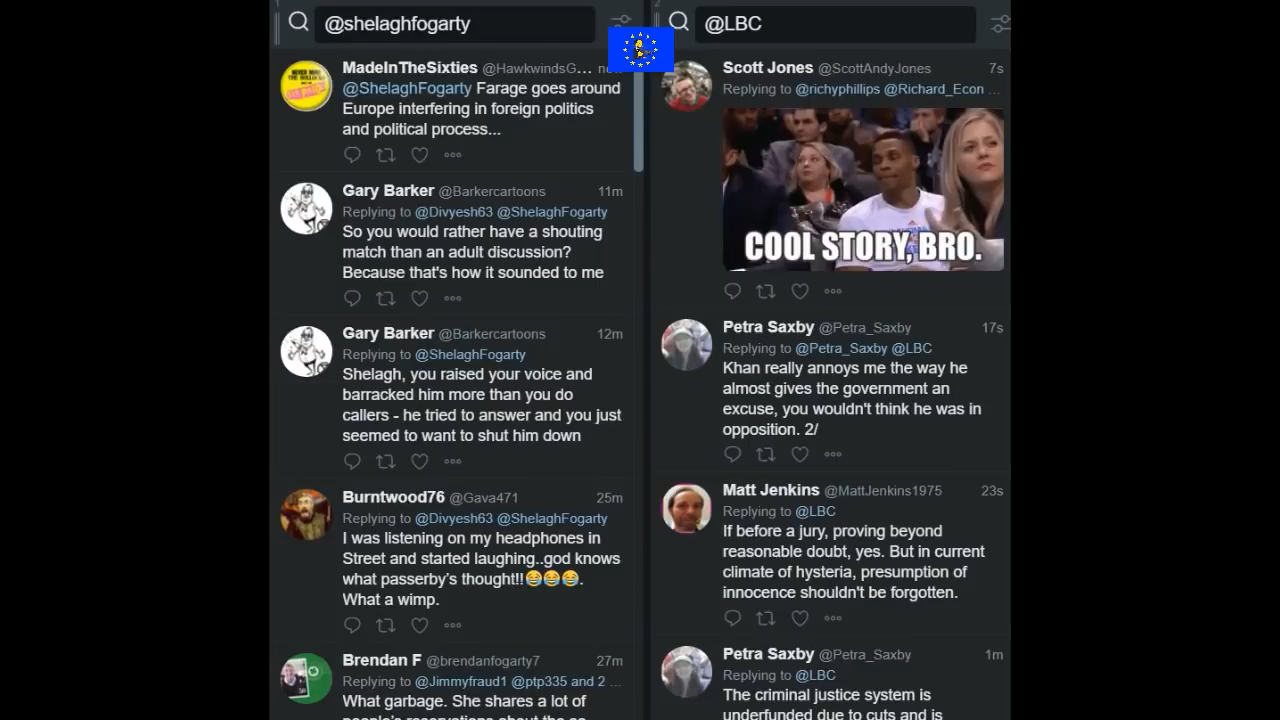 1
@shelaghfogarty
MadeInTheSixties @HawkwindsG... now
@ShelaghFogarty Farage goes around
Europe interfering in foreign politics
and political process...
Gary Barker @Barkercartoons 11m
Replying to @Divyesh63 @ShelaghFogarty
So you would rather have a shouting
match than an adult discussion?
Because that's how it sounded to me
Gary Barker @Barkercartoons 12m
Replying to @ShelaghFogarty
Shelagh, you raised your voice and
barracked him more than you do
callers - he tried to answer and you just
seemed to want to shut him down
Burntwood76 @Gava471 25m
Replying to @Divyesh63 @ShelaghFogarty
I was listening on my headphones in
Street and started laughing..god knows
what passerby's thought!!😂😂😂.
What a wimp.
Brendan F @brendanfogarty7 27m
Replying to @Jimmyfraud1 @ptp335 and 2 ...
What garbage. She shares a lot of
people's reservations about the so
2
@LBC
Scott Jones @ScottAndyJones 7s
Replying to @richyphillips @Richard_Econ ...
COOL STORY, BRO.
Petra Saxby @Petra_Saxby 17s
Replying to @Petra_Saxby @LBC
Khan really annoys me the way he
almost gives the government an
excuse, you wouldn't think he was in
opposition. 2/
Matt Jenkins @MattJenkins1975 23s
Replying to @LBC
If before a jury, proving beyond
reasonable doubt, yes. But in current
climate of hysteria, presumption of
innocence shouldn't be forgotten.
Petra Saxby @Petra_Saxby 1m
Replying to @LBC
The criminal justice system is
underfunded due to cuts and is